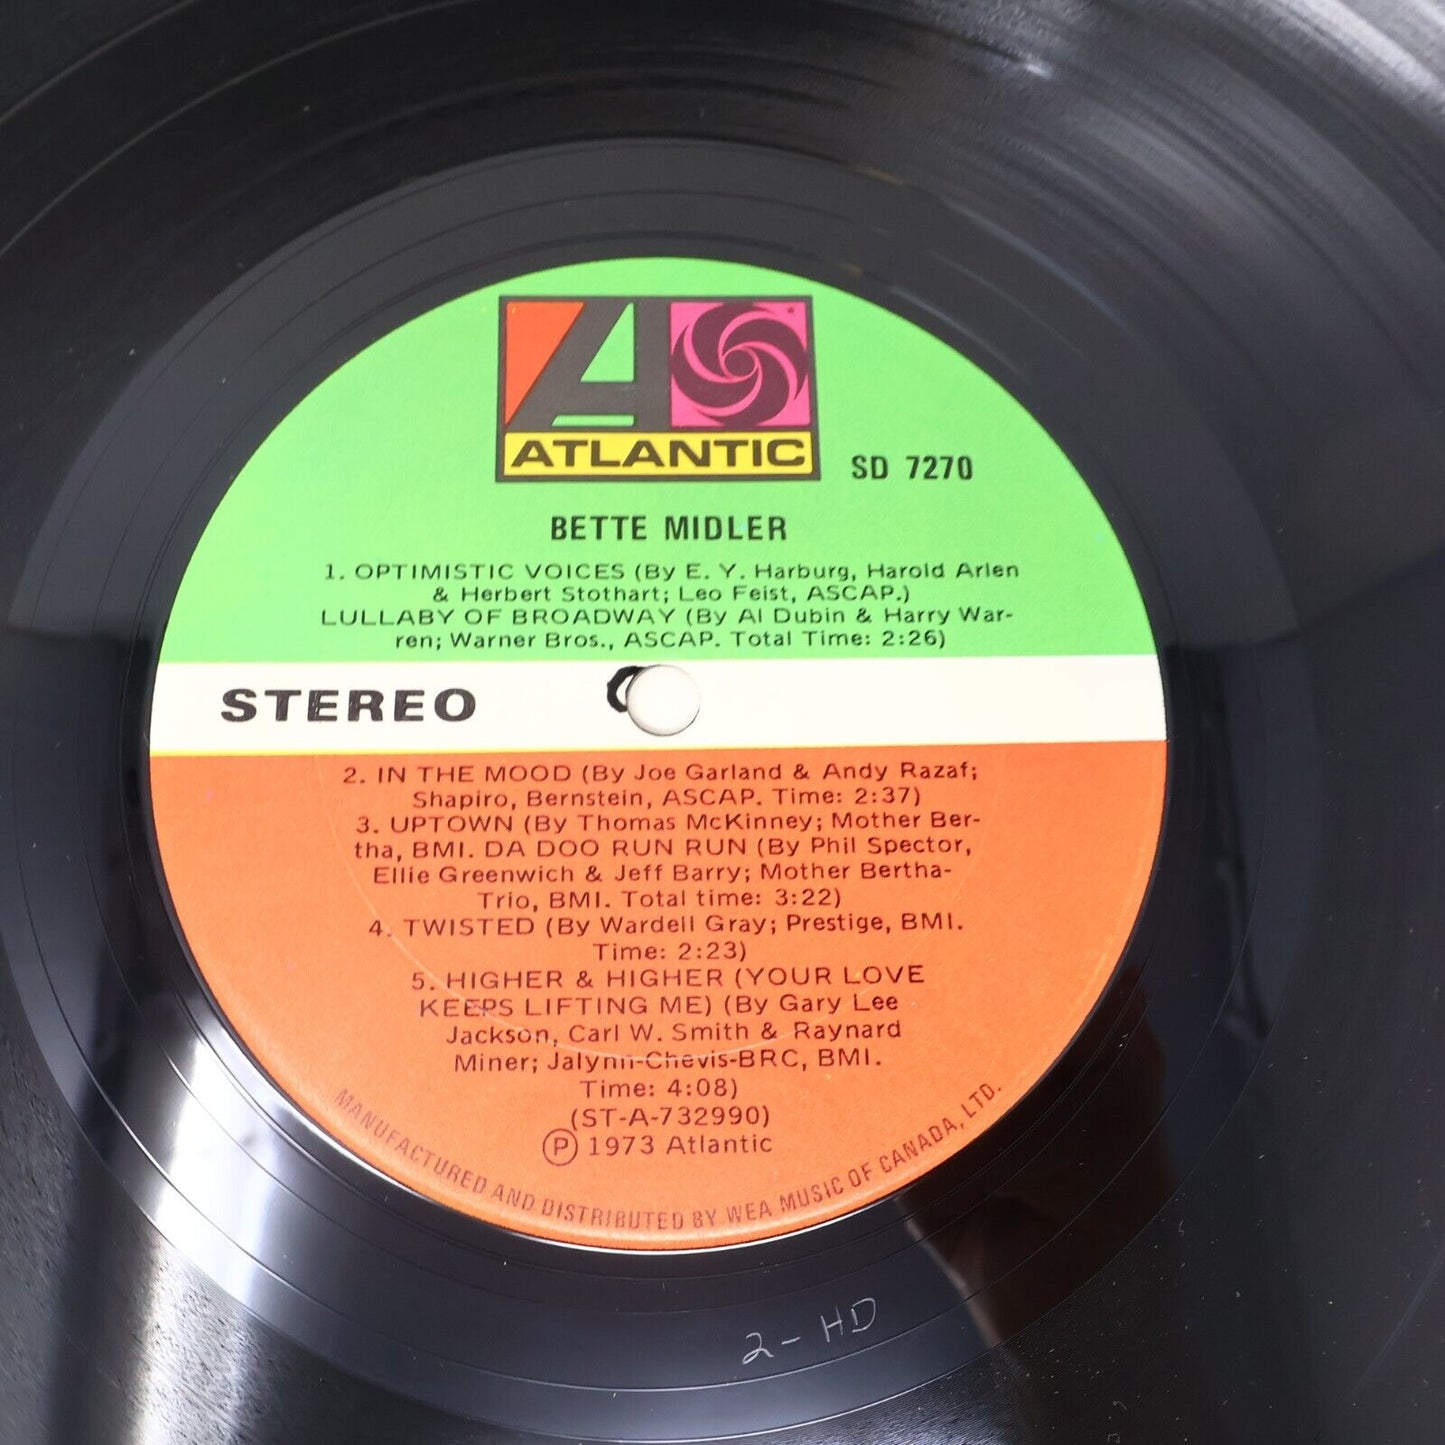 ATLANTIC
SD 7270
BETTE MIDLER
1. OPTIMISTIC VOICES (By E. Y. Harburg, Harold Arlen
& Herbert Stothart; Leo Feist, ASCAP.)
LULLABY OF BROADWAY (By Al Dubin & Harry War-
ren; Warner Bros., ASCAP. Total Time: 2:26)
STEREO
2. IN THE MOOD (By Joe Garland & Andy Razaf;
Shapiro, Bernstein, ASCAP. Time: 2:37)
3. UPTOWN (By Thomas McKinney; Mother Ber-
tha, BMI. DA DOO RUN RUN (By Phil Spector,
Ellie Greenwich & Jeff Barry; Mother Bertha-
Trio, BMI. Total time: 3:22)
4. TWISTED (By Wardell Gray; Prestige, BMI.
Time: 2:23)
5. HIGHER & HIGHER (YOUR LOVE
KEEPS LIFTING ME) (By Gary Lee
Jackson, Carl W. Smith & Raynard
Miner; Jalynn-Chevis-BRC, BMI.
Time: 4:08)
(ST-A-732990)
Ⓟ 1973 Atlantic
MANUFACTURED AND DISTRIBUTED BY WEA MUSIC OF CANADA, LTD.
2-HD